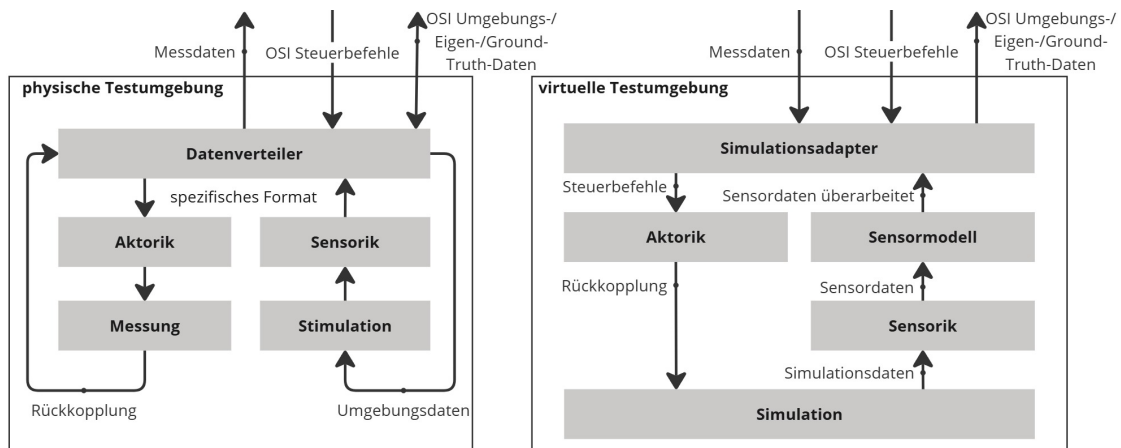 Messdaten
OSI Steuerbefehle
OSI Umgebungs-/
Eigen-/Ground-
Truth-Daten
physische Testumgebung
Datenverteiler
spezifisches Format
Aktorik
Sensorik
Messung
Stimulation
Rückkopplung
Umgebungsdaten
Messdaten
OSI Steuerbefehle
OSI Umgebungs-/
Eigen-/Ground-
Truth-Daten
virtuelle Testumgebung
Simulationsadapter
Steuerbefehle
Sensordaten überarbeitet
Aktorik
Sensormodell
Rückkopplung
Sensordaten
Sensorik
Simulationsdaten
Simulation